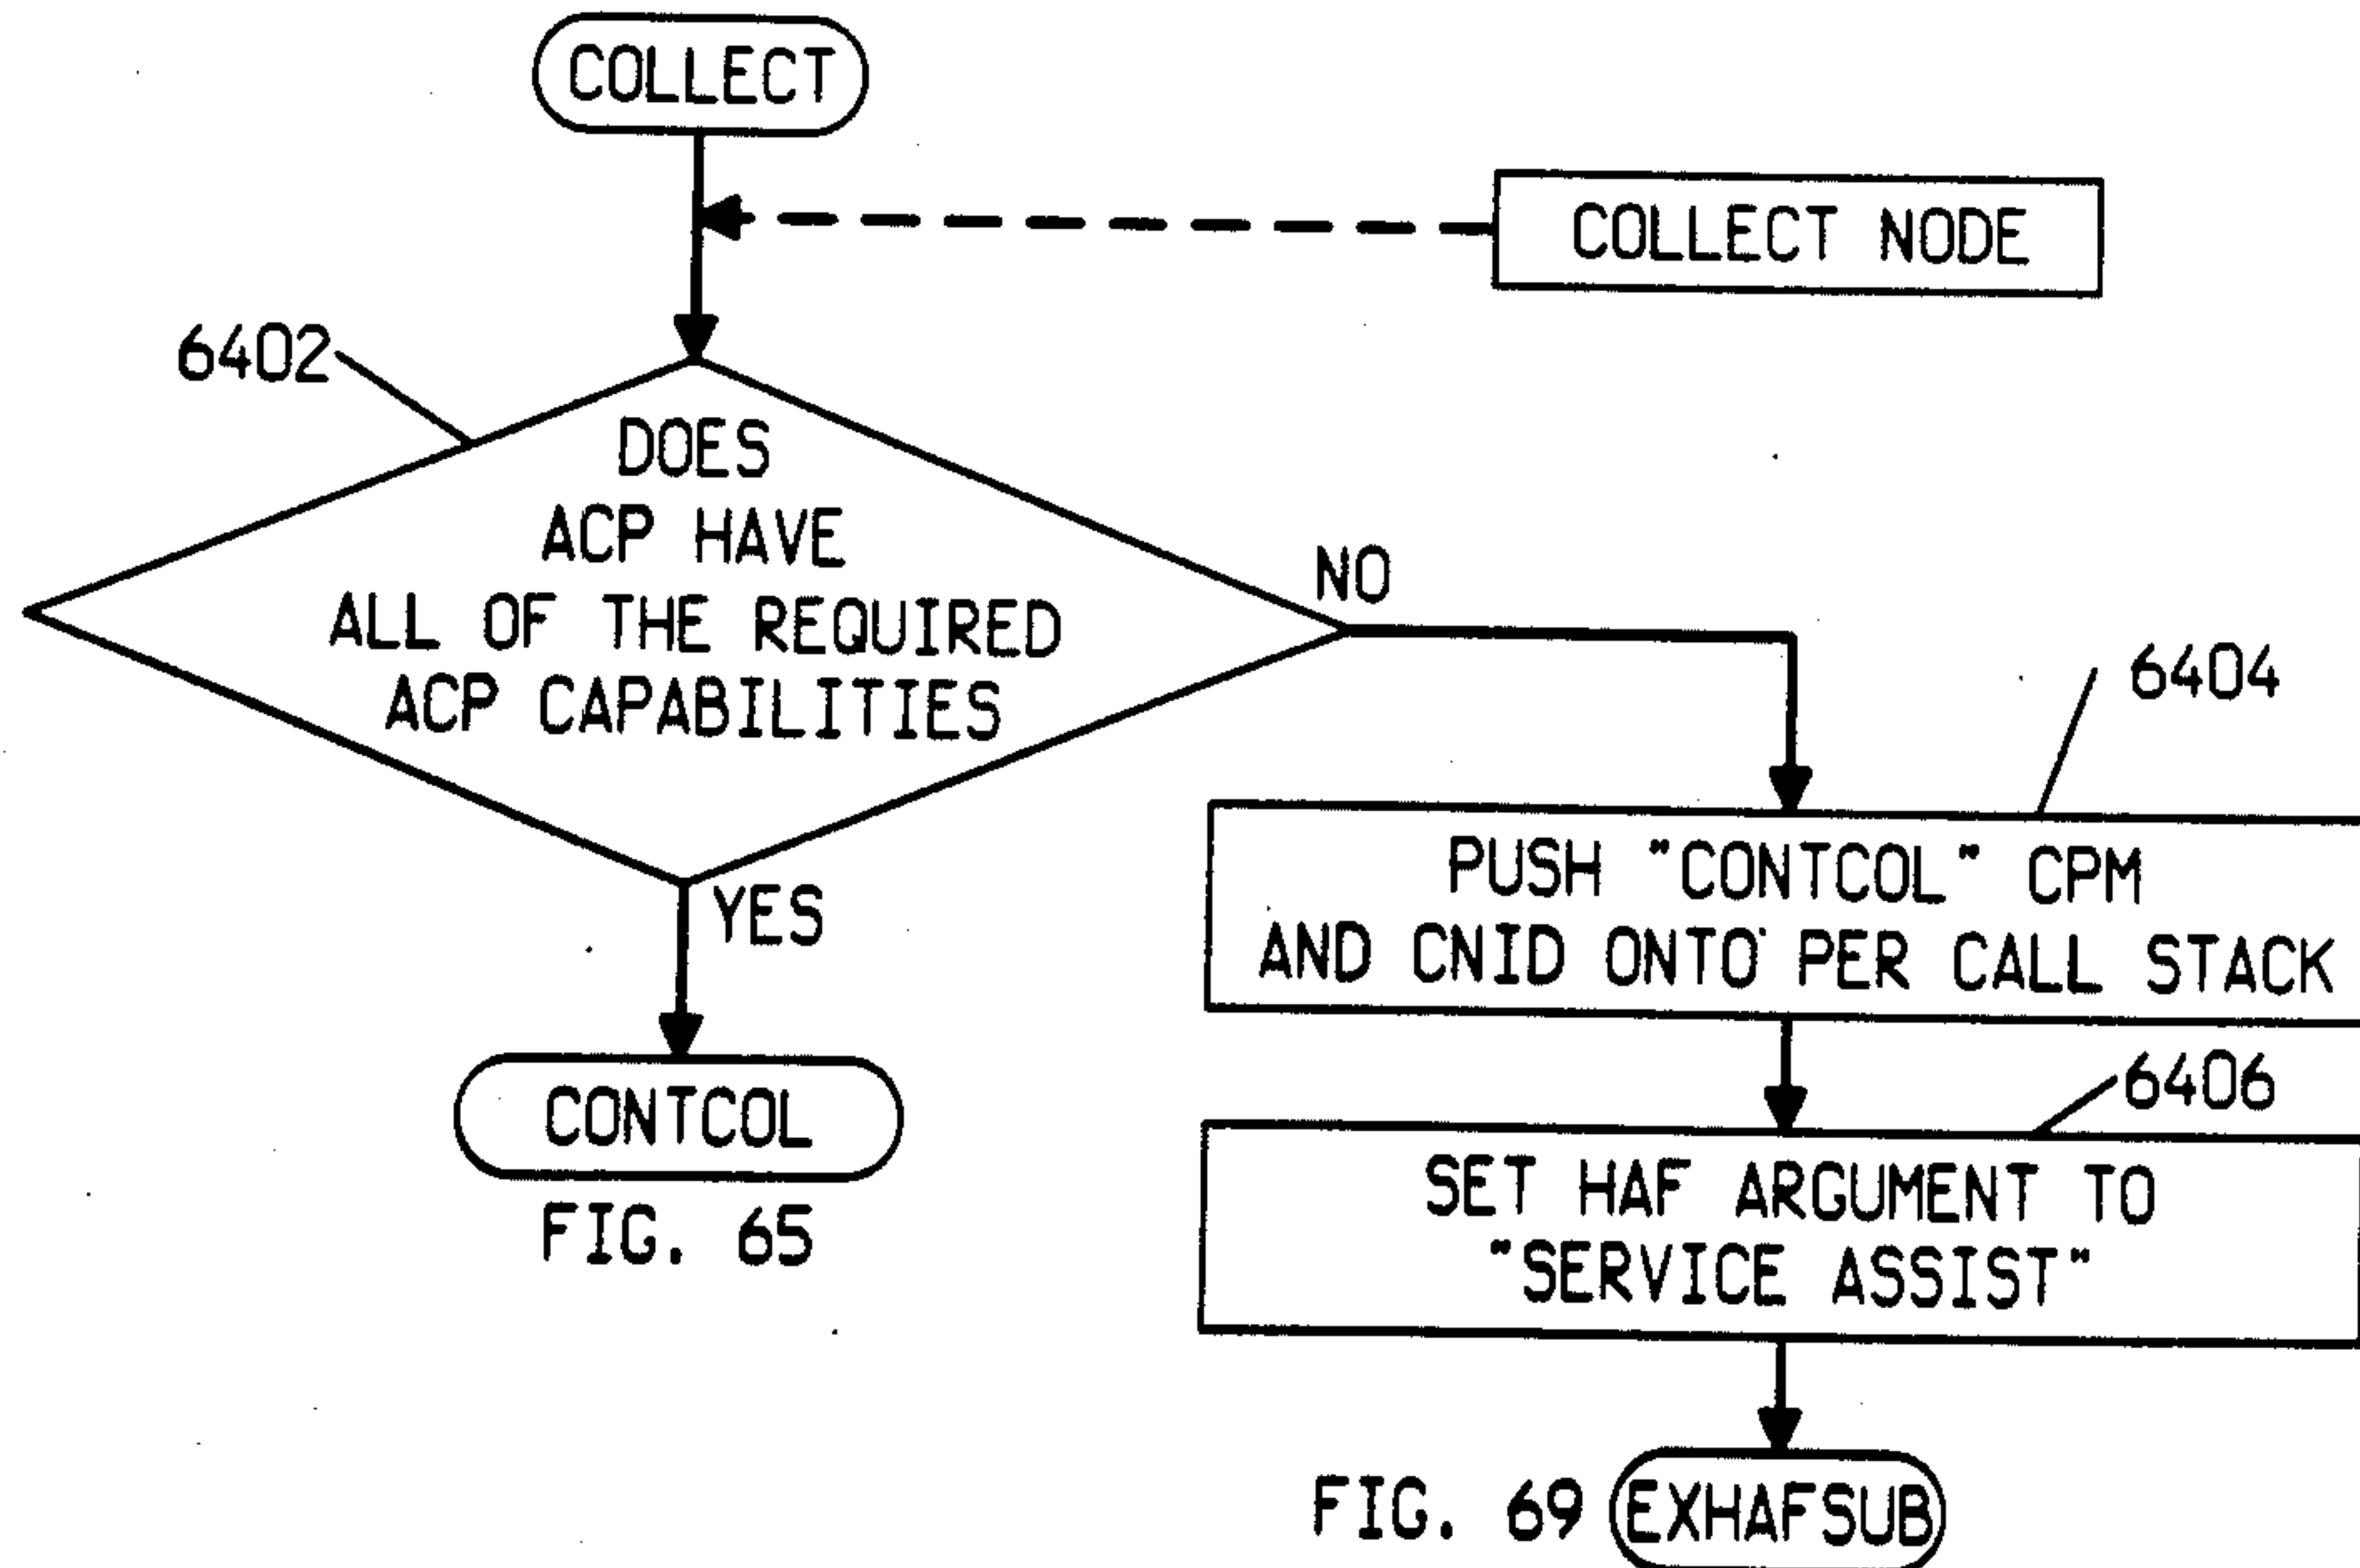 COLLECT
COLLECT NODE
6402
DOES
ACP HAVE
ALL OF THE REQUIRED
ACP CAPABILITIES
NO
YES
6404
PUSH "CONTCOL" CPM
AND CNID ONTO PER CALL STACK
CONTCOL
FIG. 65
6406
SET HAF ARGUMENT TO
"SERVICE ASSIST"
FIG. 69
EXHAFSUB